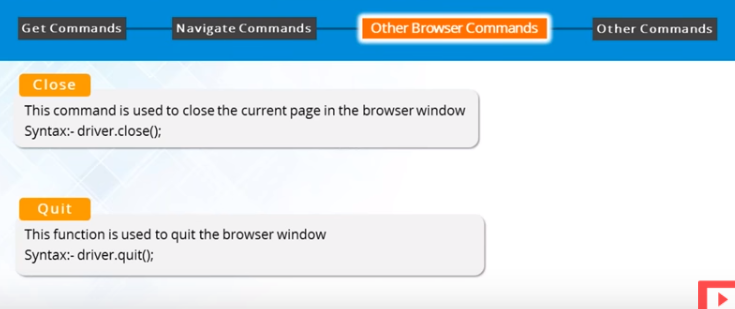 Get Commands
Navigate Commands
Other Browser Commands
Other Commands
Close
This command is used to close the current page in the browser window
Syntax:- driver.close();
Quit
This function is used to quit the browser window
Syntax:- driver.quit();